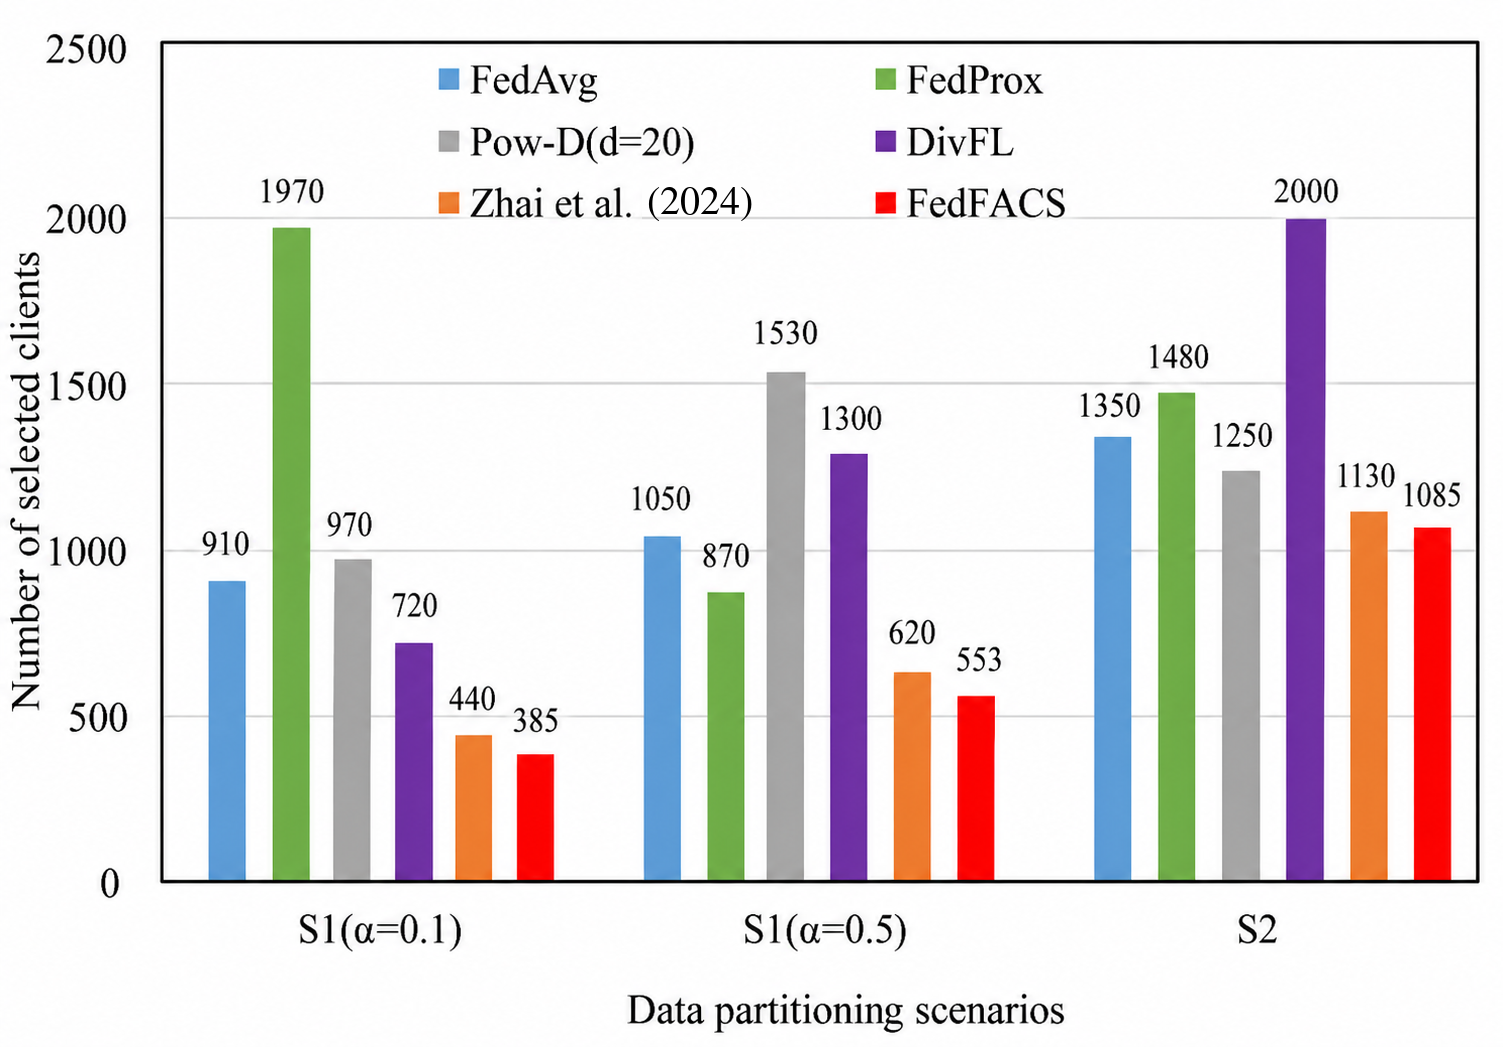 Number of selected clients
2500
2000
1500
1000
500
0
FedAvg
FedProx
Pow-D(d=20)
DivFL
Zhai et al. (2024)
FedFACS
910
1970
970
720
440
385
1050
870
1530
1300
620
553
1350
1480
1250
2000
1130
1085
S1(α=0.1)
S1(α=0.5)
S2
Data partitioning scenarios